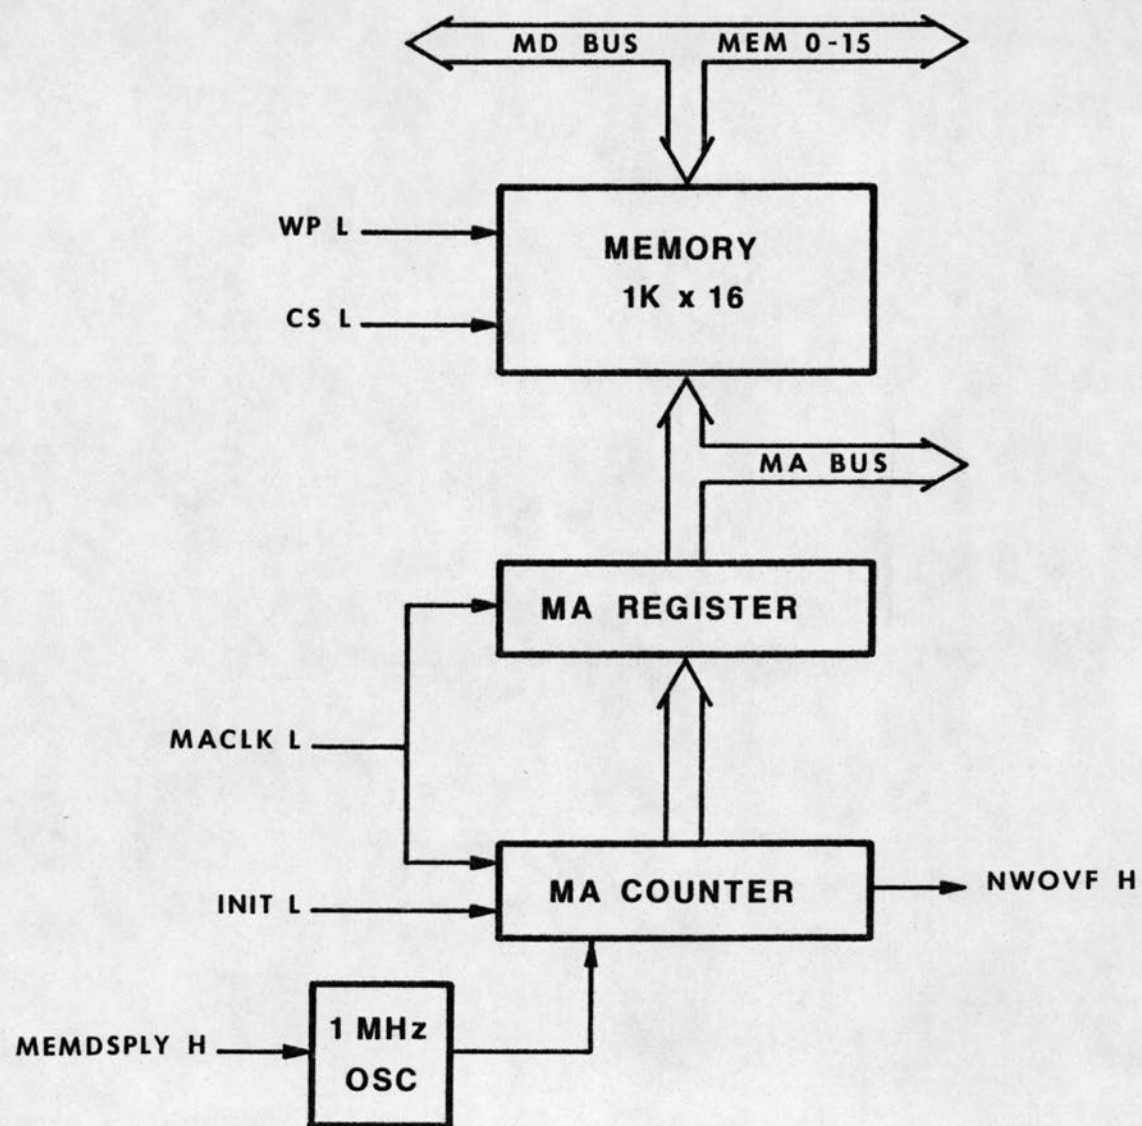 MD BUS MEM 0-15
WP L
MEMORY
1K x 16
CS L
MA BUS
MA REGISTER
MACLK L
MA COUNTER
NWOVF H
INIT L
MEMDSPLY H
1 MHz
OSC